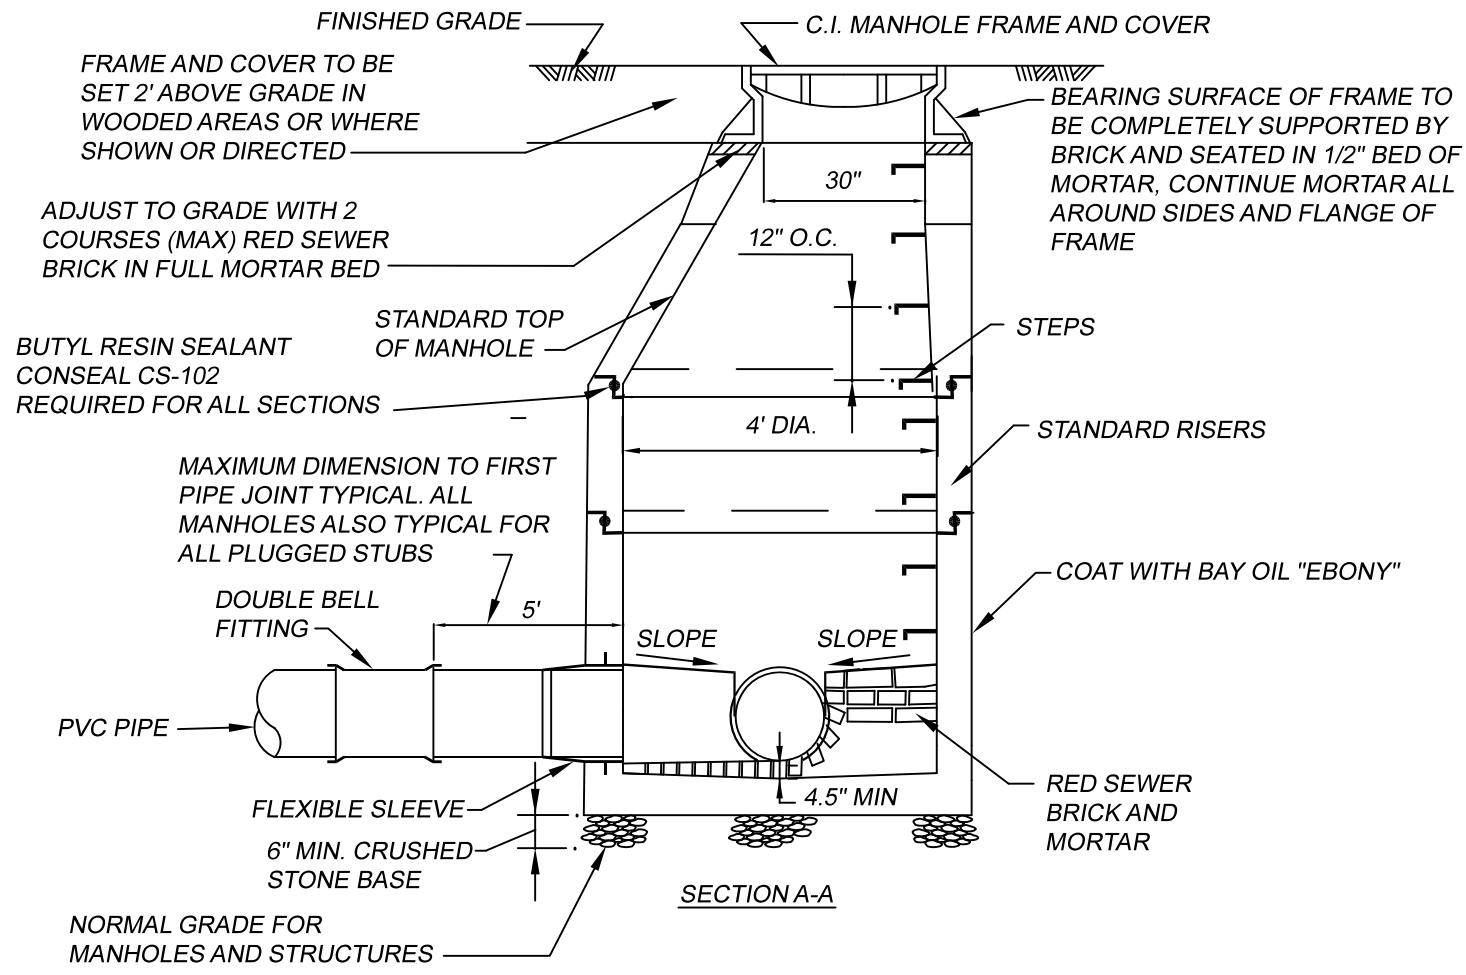 FINISHED GRADE
C.I. MANHOLE FRAME AND COVER
FRAME AND COVER TO BE
SET 2' ABOVE GRADE IN
WOODED AREAS OR WHERE
SHOWN OR DIRECTED
BEARING SURFACE OF FRAME TO
BE COMPLETELY SUPPORTED BY
BRICK AND SEATED IN 1/2" BED OF
MORTAR, CONTINUE MORTAR ALL
AROUND SIDES AND FLANGE OF
FRAME
30"
ADJUST TO GRADE WITH 2
COURSES (MAX) RED SEWER
BRICK IN FULL MORTAR BED
12" O.C.
STANDARD TOP
OF MANHOLE
STEPS
BUTYL RESIN SEALANT
CONSEAL CS-102
REQUIRED FOR ALL SECTIONS
4' DIA.
STANDARD RISERS
MAXIMUM DIMENSION TO FIRST
PIPE JOINT TYPICAL. ALL
MANHOLES ALSO TYPICAL FOR
ALL PLUGGED STUBS
COAT WITH BAY OIL "EBONY"
DOUBLE BELL
FITTING
5'
SLOPE
SLOPE
PVC PIPE
FLEXIBLE SLEEVE
4.5" MIN
RED SEWER
BRICK AND
MORTAR
6" MIN. CRUSHED
STONE BASE
SECTION A-A
NORMAL GRADE FOR
MANHOLES AND STRUCTURES